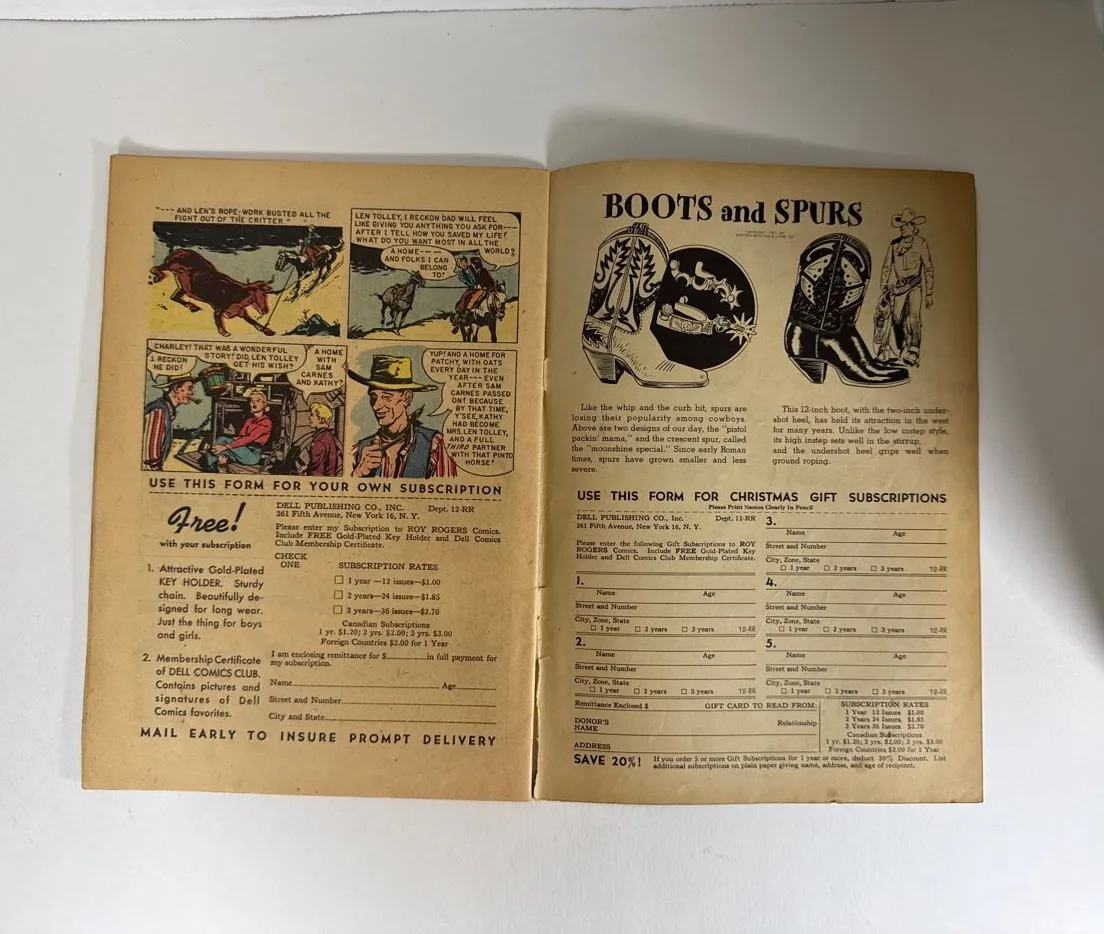 "--- AND LEN'S ROPE-WORK BUSTED ALL THE
FIGHT OUT OF THE CRITTER."
LEN TOLLEY, I RECKON DAD WILL FEEL
LIKE GIVING YOU ANYTHING YOU ASK FOR---
AFTER I TELL HOW YOU SAVED MY LIFE!
WHAT DO YOU WANT MOST IN ALL THE
WORLD?
A HOME---
AND FOLKS I CAN
BELONG
TO!
CHARLEY! THAT WAS A WONDERFUL
STORY! DID LEN TOLLEY
GET HIS WISH?
I RECKON
HE DID!
A HOME
WITH
SAM
CARNES
AND KATHY?
YUP! AND A HOME FOR
PATCHY, WITH OATS
EVERY DAY IN THE
YEAR--- EVEN
AFTER SAM
CARNES PASSED
ON! BECAUSE
BY THAT TIME,
Y'SEE, KATHY
HAD BECOME
MRS. LEN TOLLEY,
AND A FULL
THIRD PARTNER
WITH THAT PINTO
HORSE!
USE THIS FORM FOR YOUR OWN SUBSCRIPTION
Free!
with your subscription
1. Attractive Gold-Plated
KEY HOLDER. Sturdy
chain. Beautifully de-
signed for long wear.
Just the thing for boys
and girls.
2. Membership Certificate
of DELL COMICS CLUB.
Contains pictures and
signatures of Dell
Comics favorites.
DELL PUBLISHING CO., INC. Dept. 12-RR
261 Fifth Avenue, New York 16, N. Y.
Please enter my Subscription to ROY ROGERS Comics.
Include FREE Gold-Plated Key Holder and Dell Comics
Club Membership Certificate.
CHECK
ONE SUBSCRIPTION RATES
1 year —12 issues—$1.00
2 years—24 issues—$1.85
3 years—36 issues—$2.70
Canadian Subscriptions
1 yr. $1.20; 2 yrs. $2.00; 3 yrs. $3.00
Foreign Countries $2.00 for 1 Year
I am enclosing remittance for $..............in full payment for
my subscription.
Name.................... Age..............
Street and Number....................
City and State....................
MAIL EARLY TO INSURE PROMPT DELIVERY
BOOTS and SPURS
Like the whip and the curb bit, spurs are
losing their popularity among cowboys.
Above are two designs of our day, the "pistol
packin' mama," and the crescent spur, called
the "moonshine special." Since early Roman
times, spurs have grown smaller and less
severe.
This 12-inch boot, with the two-inch under-
shot heel, has held its attraction in the west
for many years. Unlike the low instep style,
its high instep sets well in the stirrup,
and the undershot heel grips well when
ground roping.
USE THIS FORM FOR CHRISTMAS GIFT SUBSCRIPTIONS
Please Print Names Clearly In Pencil
DELL PUBLISHING CO., Inc. Dept. 12-RR
261 Fifth Avenue, New York 16, N. Y.
Please enter the following Gift Subscriptions to ROY
ROGERS Comics. Include FREE Gold-Plated Key
Holder and Dell Comics Club Membership Certificate.
1.
Name Age
Street and Number
City, Zone, State
1 year 2 years 3 years 12-RR
2.
Name Age
Street and Number
City, Zone, State
1 year 2 years 3 years 12-RR
3.
Name Age
Street and Number
City, Zone, State
1 year 2 years 3 years 12-RR
4.
Name Age
Street and Number
City, Zone, State
1 year 2 years 3 years 12-RR
5.
Name Age
Street and Number
City, Zone, State
1 year 2 years 3 years 12-RR
Remittance Enclosed $ GIFT CARD TO READ FROM:
DONOR'S
NAME Relationship
ADDRESS
SUBSCRIPTION RATES
1 Year 12 Issues $1.00
2 Years 24 Issues $1.85
3 Years 36 Issues $2.70
Canadian Subscriptions
1 yr. $1.20; 2 yrs. $2.00; 3 yrs. $3.00
Foreign Countries $2.00 for 1 Year
SAVE 20%! If you order 5 or more Gift Subscriptions for 1 year or more, deduct 20% Discount. List
additional subscriptions on plain paper giving name, address, and age of recipient.